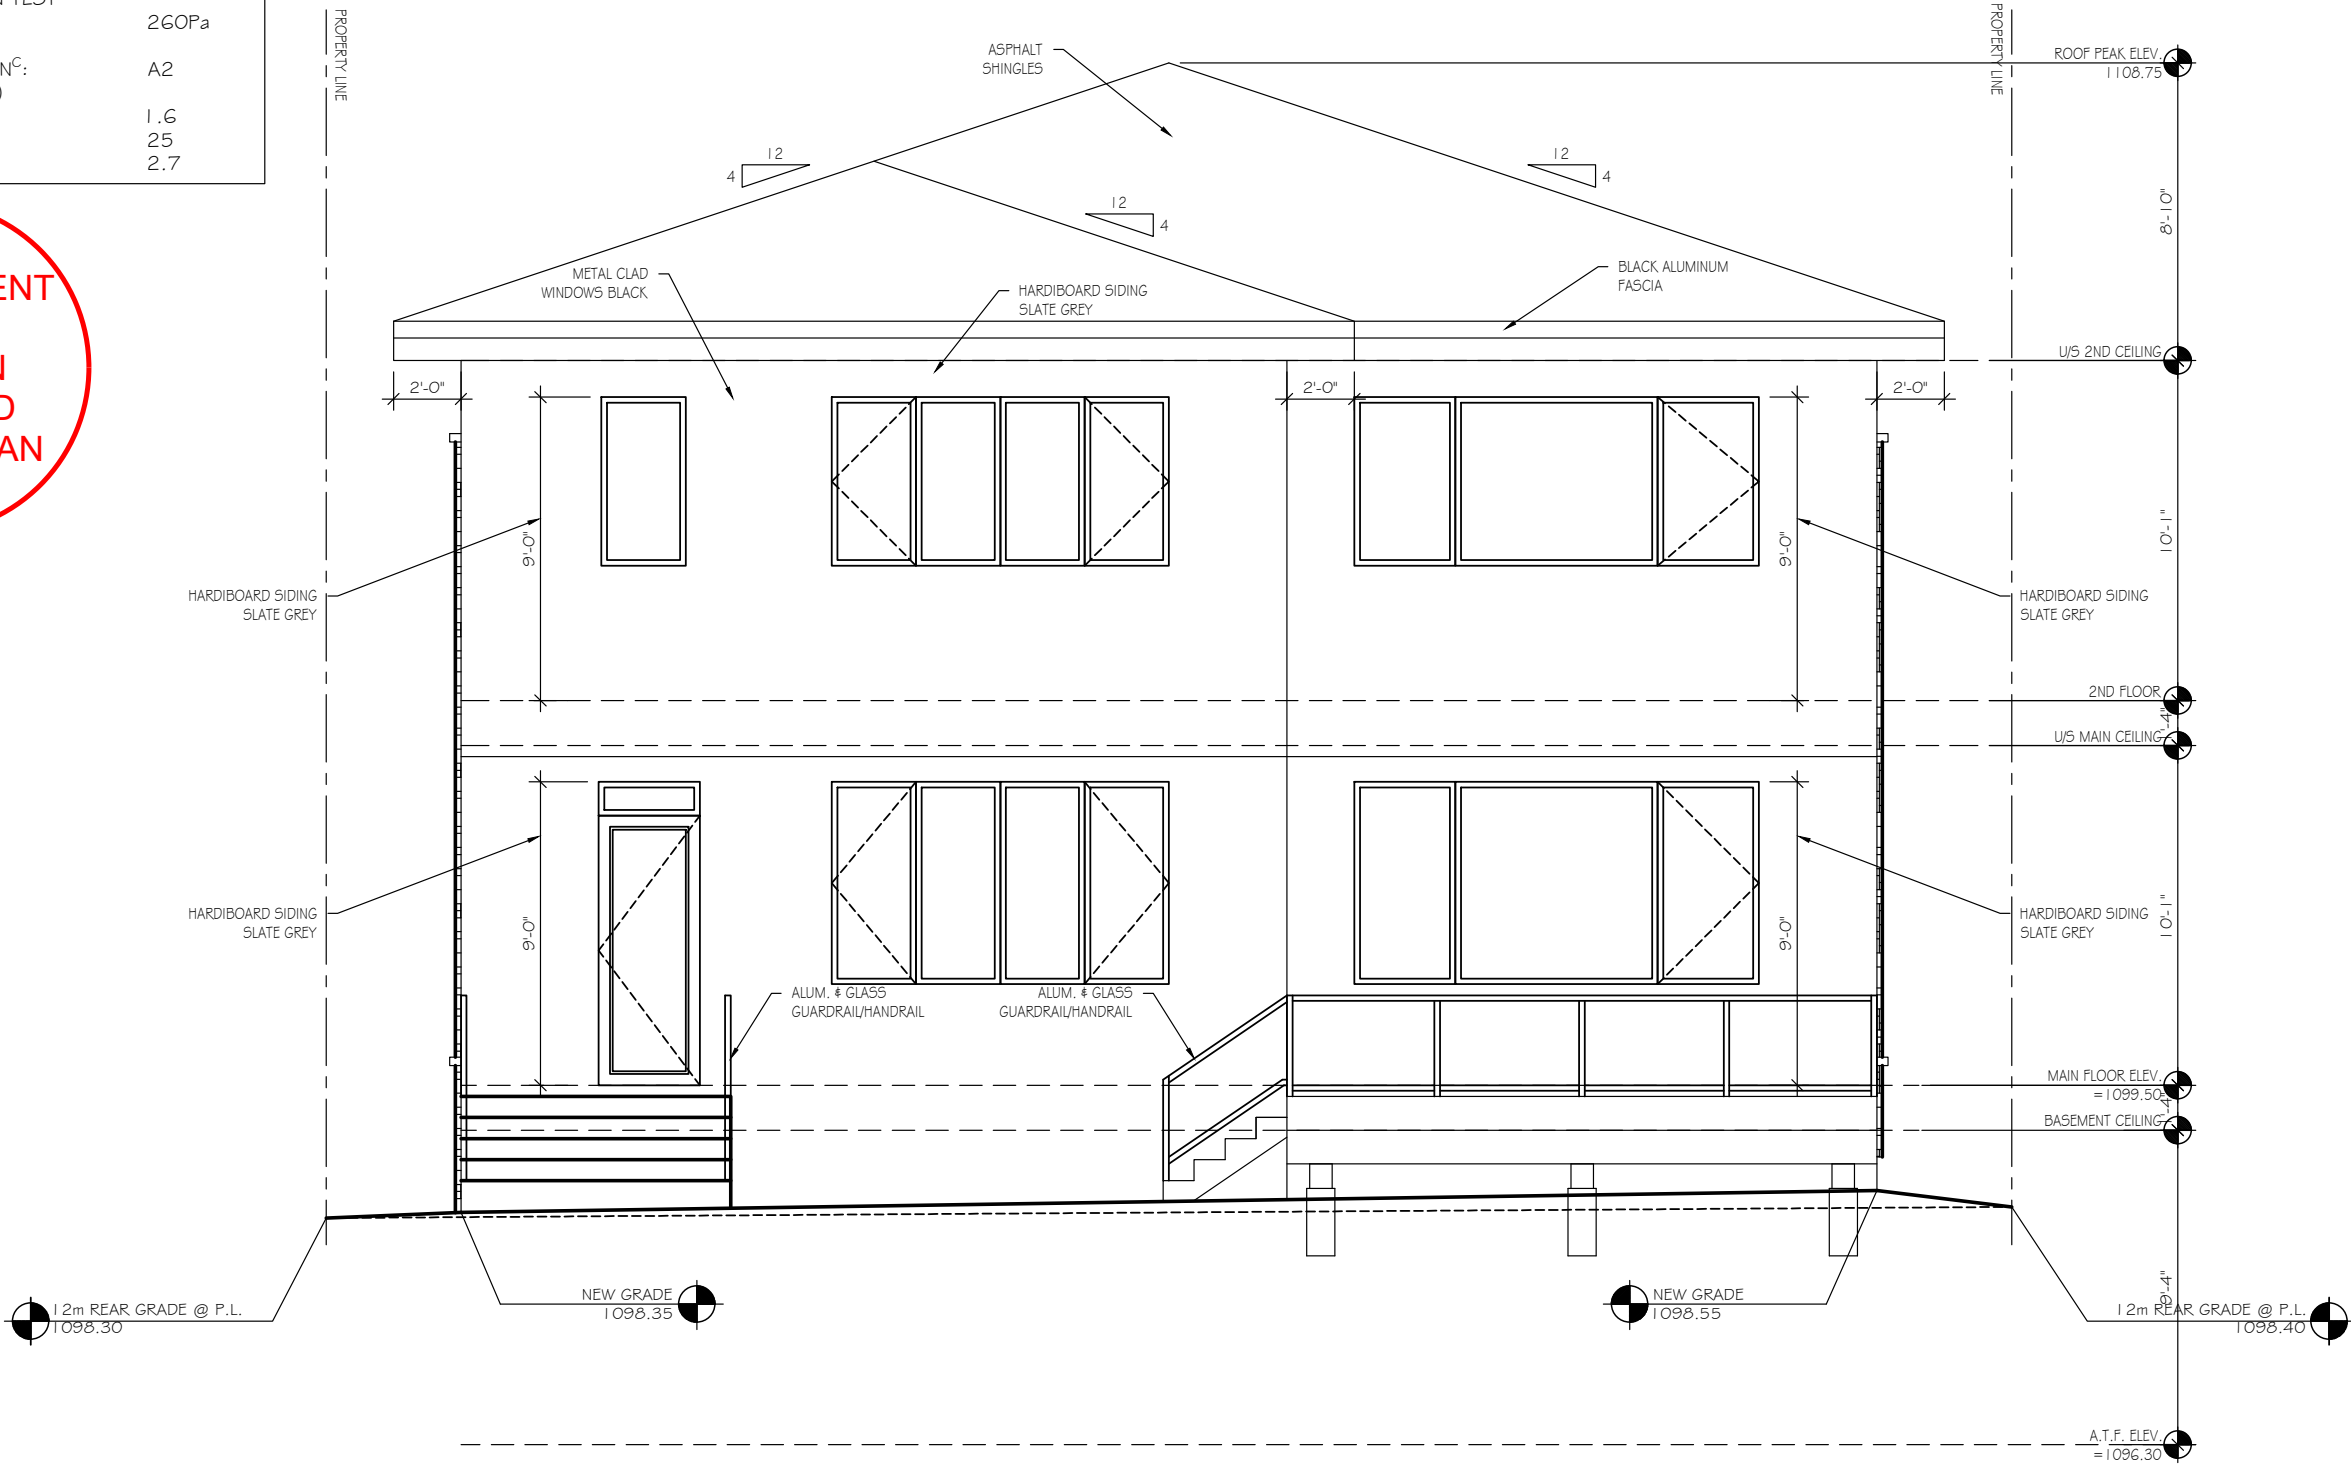 260Pa
A2
1.6
25
2.7
PROPERTY LINE
PROPERTY LINE
ASPHALT
SHINGLES
ROOF PEAK ELEV.
1108.75
12
4
12
4
12
4
8'-10"
METAL CLAD
WINDOWS BLACK
HARDIBOARD SIDING
SLATE GREY
BLACK ALUMINUM
FASCIA
U/S 2ND CEILING
2'-0"
2'-0"
2'-0"
9'-0"
9'-0"
10'-1"
HARDIBOARD SIDING
SLATE GREY
HARDIBOARD SIDING
SLATE GREY
2ND FLOOR
U/S MAIN CEILING
9'-0"
9'-0"
10'-1"
HARDIBOARD SIDING
SLATE GREY
HARDIBOARD SIDING
SLATE GREY
ALUM. & GLASS
GUARDRAIL/HANDRAIL
ALUM. & GLASS
GUARDRAIL/HANDRAIL
MAIN FLOOR ELEV.
=1099.50
BASEMENT CEILING
9'-4"
NEW GRADE
1098.35
NEW GRADE
1098.55
12m REAR GRADE @ P.L.
1098.30
12m REAR GRADE @ P.L.
1098.40
A.T.F. ELEV.
=1096.30